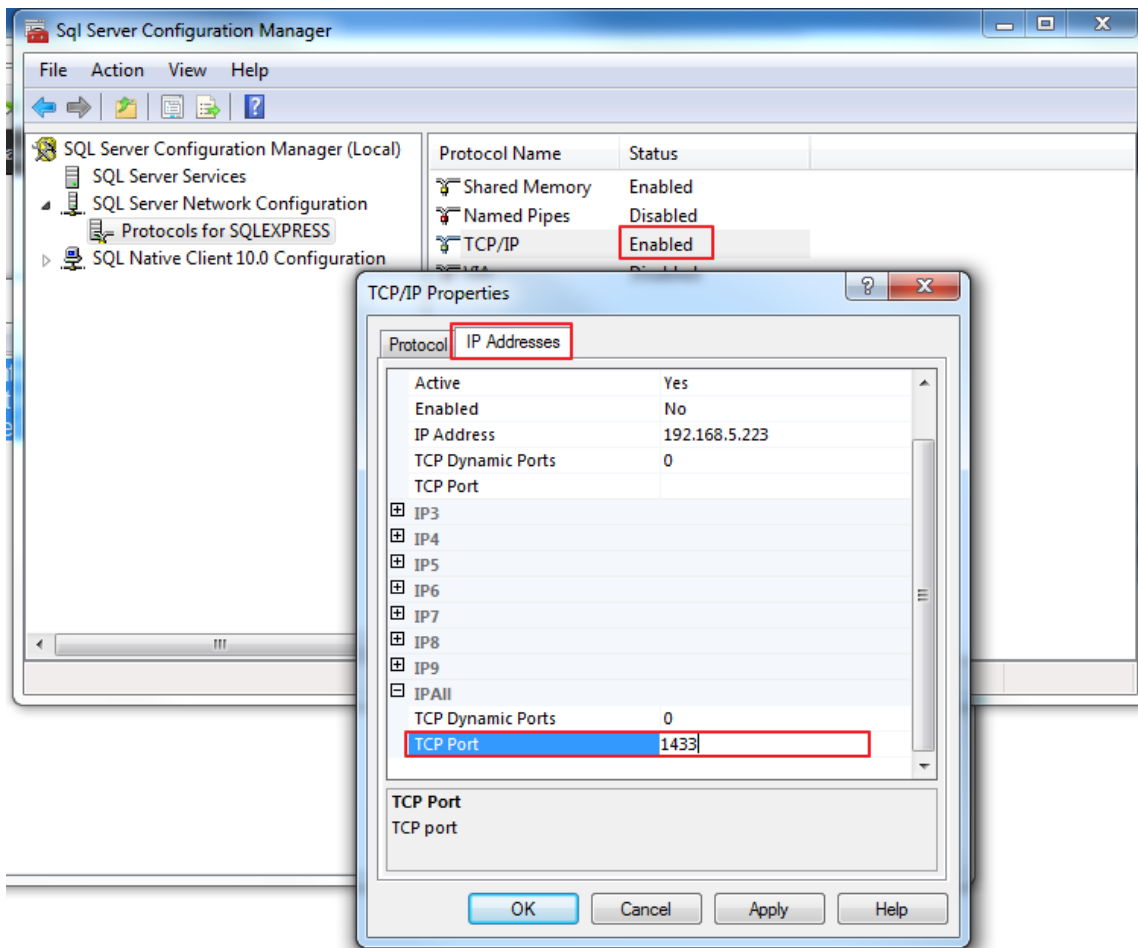 Sql Server Configuration Manager
File Action View Help
SQL Server Configuration Manager (Local)
SQL Server Services
SQL Server Network Configuration
Protocols for SQLEXPRESS
SQL Native Client 10.0 Configuration
Protocol Name Status
Shared Memory Enabled
Named Pipes Disabled
TCP/IP Enabled
TCP/IP Properties
Protocol IP Addresses
Active Yes
Enabled No
IP Address 192.168.5.223
TCP Dynamic Ports 0
TCP Port
IP3
IP4
IP5
IP6
IP7
IP8
IP9
IPAll
TCP Dynamic Ports 0
TCP Port 1433
TCP Port
TCP port
OK Cancel Apply Help